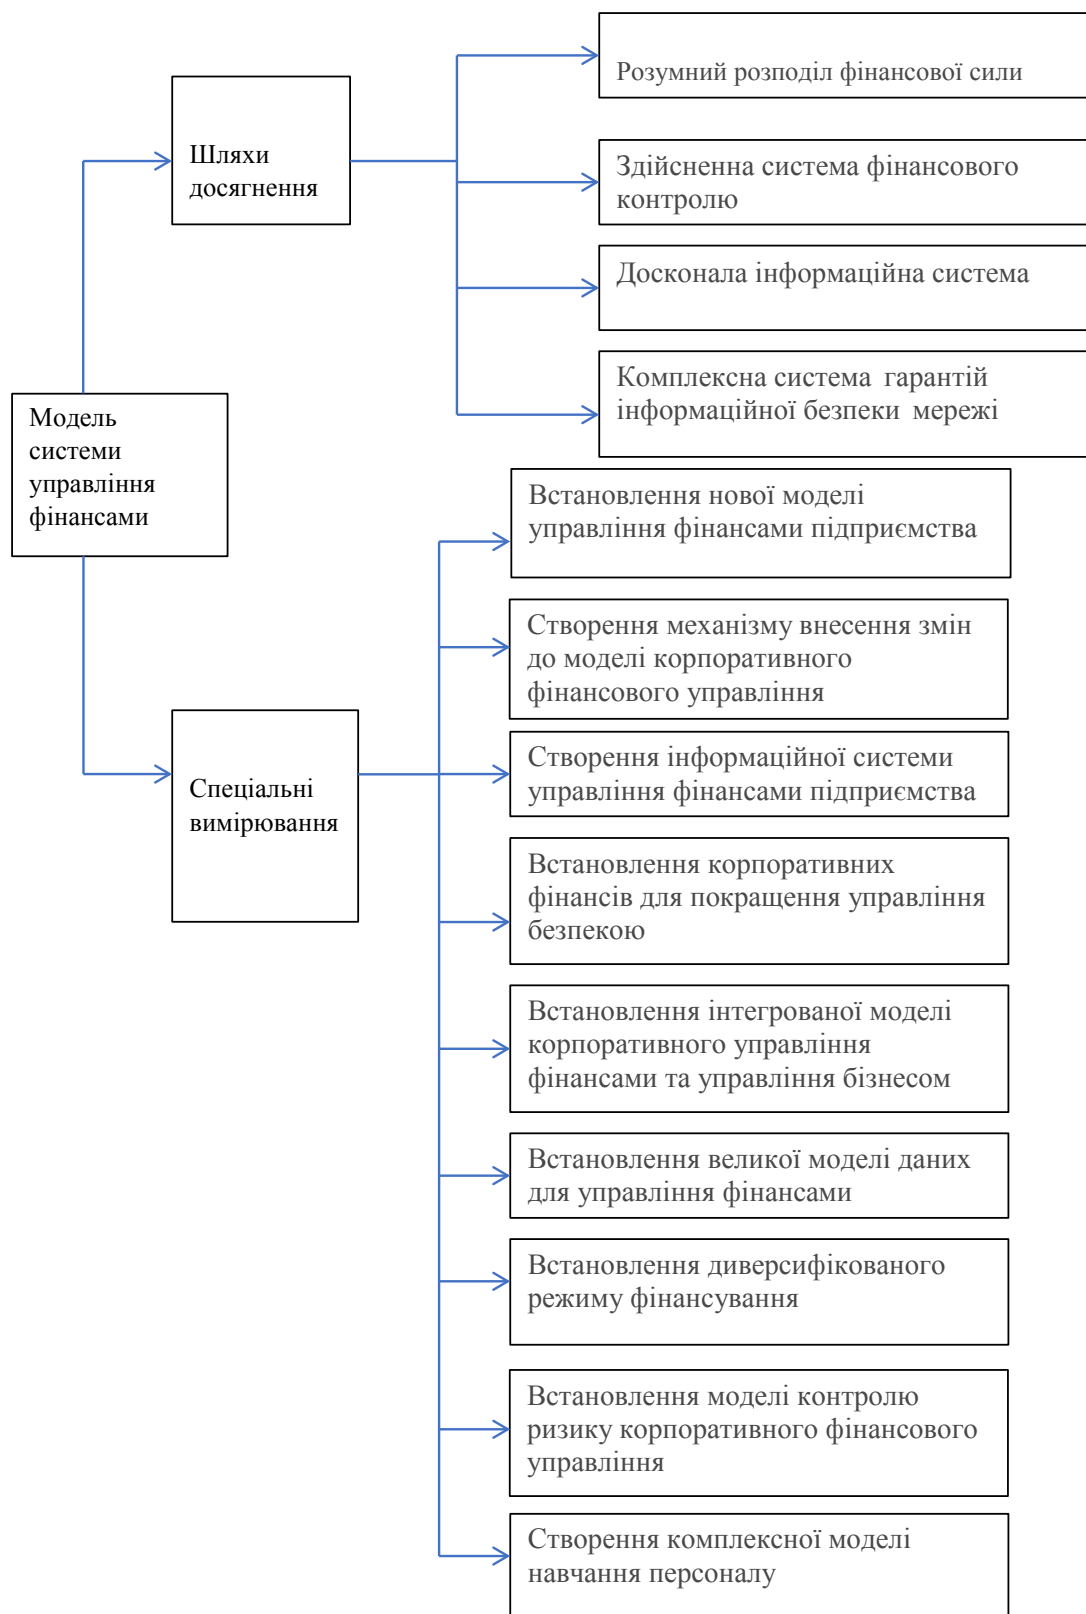 Розумний розподіл фінансової сили
Шляхи
досягнення
Здійсненна система фінансового
контролю
Досконала інформаційна система
Комплексна система гарантій
інформаційної безпеки мережі
Модель
системи
управління
фінансами
Встановлення нової моделі
управління фінансами підприємства
Створення механізму внесення змін
до моделі корпоративного
фінансового управління
Спеціальні
вимірювання
Створення інформаційної системи
управління фінансами підприємства
Встановлення корпоративних
фінансів для покращення управління
безпекою
Встановлення інтегрованої моделі
корпоративного управління
фінансами та управління бізнесом
Встановлення великої моделі даних
для управління фінансами
Встановлення диверсифікованого
режиму фінансування
Встановлення моделі контролю
ризику корпоративного фінансового
управління
Створення комплексної моделі
навчання персоналу